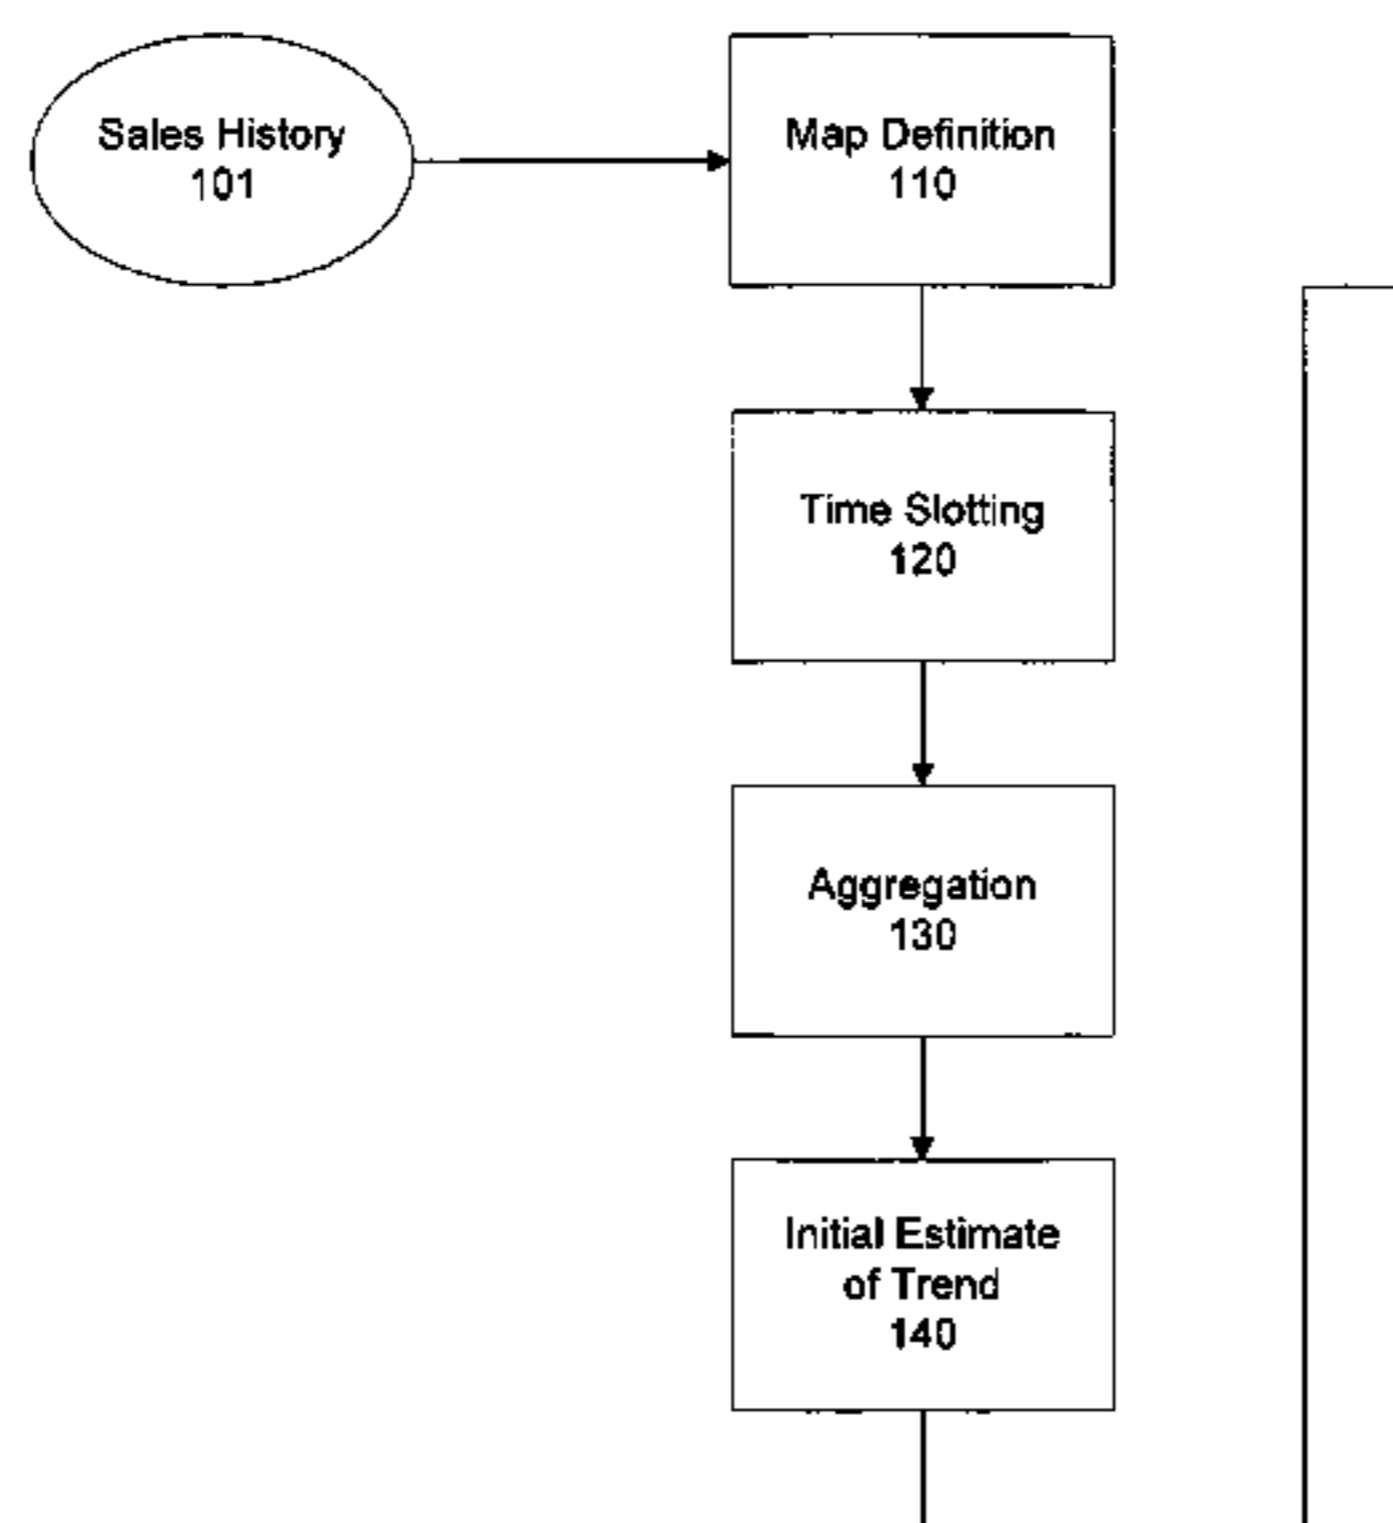 Sales History
101
Map Definition
110
Time Slotting
120
Aggregation
130
Initial Estimate
of Trend
140